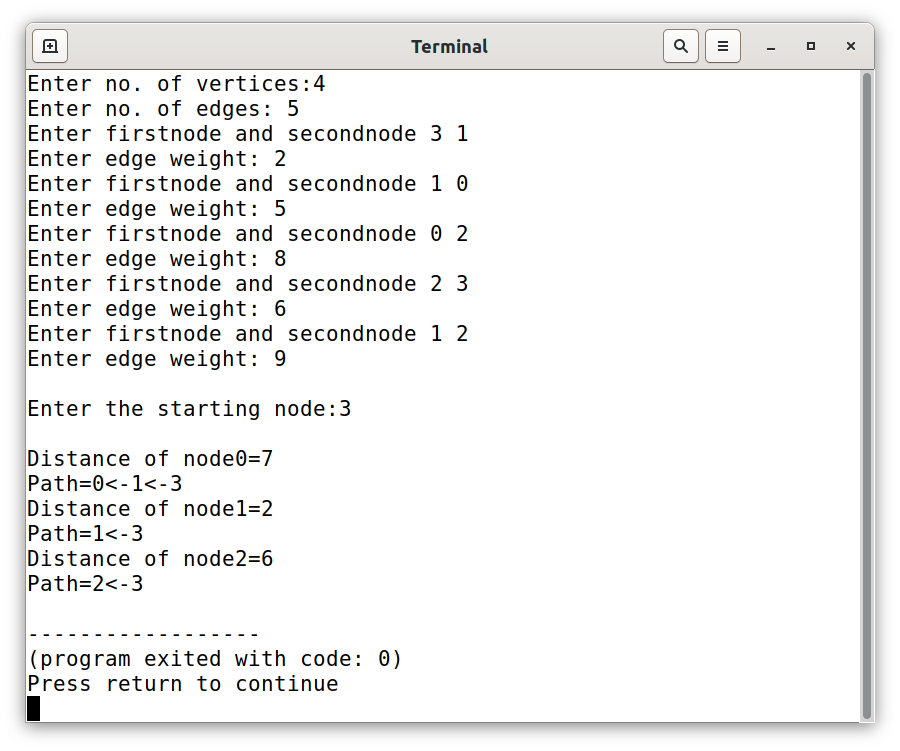 Terminal
Enter no. of vertices:4
Enter no. of edges: 5
Enter firstnode and secondnode 3 1
Enter edge weight: 2
Enter firstnode and secondnode 1 0
Enter edge weight: 5
Enter firstnode and secondnode 0 2
Enter edge weight: 8
Enter firstnode and secondnode 2 3
Enter edge weight: 6
Enter firstnode and secondnode 1 2
Enter edge weight: 9
Enter the starting node:3
Distance of node0=7
Path=0<-1<-3
Distance of node1=2
Path=1<-3
Distance of node2=6
Path=2<-3
------------------
(program exited with code: 0)
Press return to continue